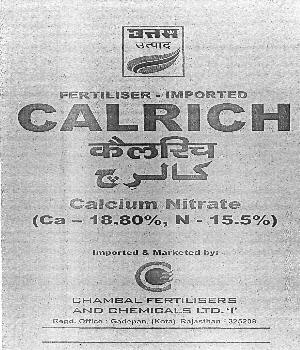 उत्तम
उत्पाद
FERTILISER - IMPORTED
CALRICH
कैलरिच
کالرچ
Calcium Nitrate
(Ca – 18.80%, N - 15.5%)
Imported & Marketed by:
CHAMBAL FERTILISERS
AND CHEMICALS LTD. 'I'
Regd. Office : Gadepan, (Kota) Rajasthan - 325208